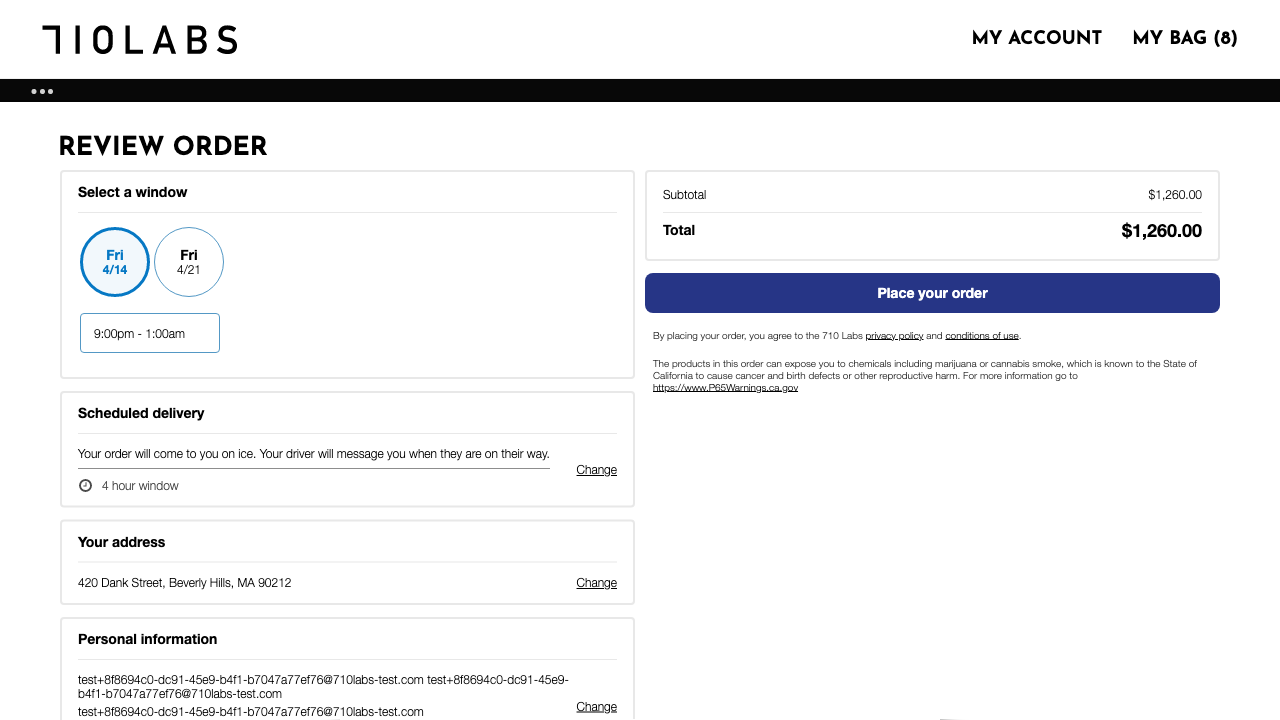 710LABS
MY ACCOUNT
MY BAG (8)
REVIEW ORDER
Select a window
Fri
4/14
Fri
4/21
9:00pm - 1:00am
Scheduled delivery
Your order will come to you on ice. Your driver will message you when they are on their way.
Change
4 hour window
Your address
420 Dank Street, Beverly Hills, MA 90212
Change
Personal information
test+8f8694c0-dc91-45e9-b4f1-b7047a77ef76@710labs-test.com test+8f8694c0-dc91-45e9-
b4f1-b7047a77ef76@710labs-test.com
test+8f8694c0-dc91-45e9-b4f1-b7047a77ef76@710labs-test.com
Change
Subtotal
$1,260.00
Total
$1,260.00
Place your order
By placing your order, you agree to the 710 Labs privacy policy and conditions of use.
The products in this order can expose you to chemicals including marijuana or cannabis smoke, which is known to the State of
California to cause cancer and birth defects or other reproductive harm. For more information go to
https://www.P65Warnings.ca.gov